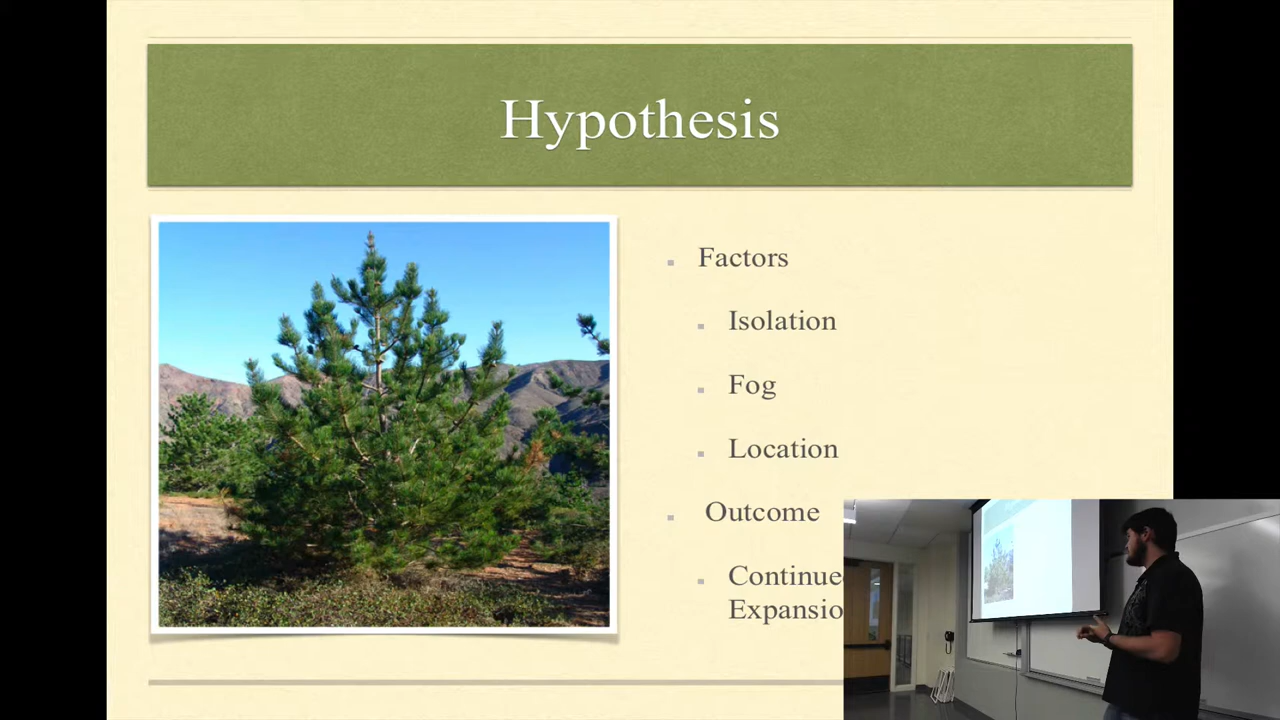 Hypothesis
Factors
Isolation
Fog
Location
Outcome
Continue
Expansio